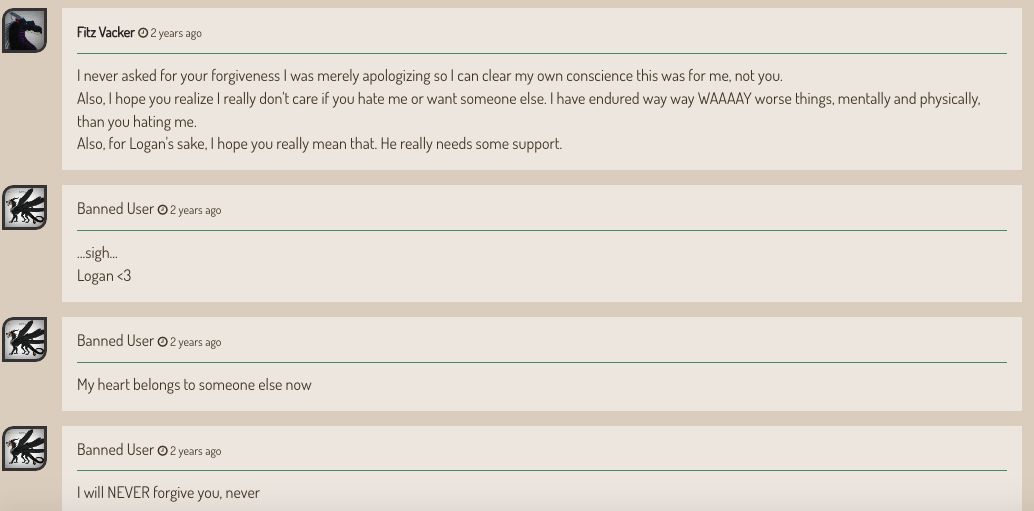 Fitz Vacker 2 years ago
I never asked for your forgiveness I was merely apologizing so I can clear my own conscience this was for me, not you.
Also, I hope you realize I really don't care if you hate me or want someone else. I have endured way way WAAAAY worse things, mentally and physically,
than you hating me.
Also, for Logan's sake, I hope you really mean that. He really needs some support.
Banned User 2 years ago
...sigh...
Logan <3
Banned User 2 years ago
My heart belongs to someone else now
Banned User 2 years ago
I will NEVER forgive you, never